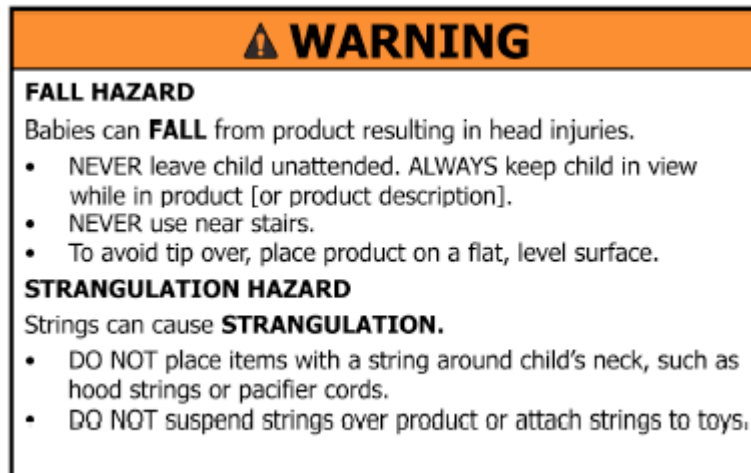 WARNING
FALL HAZARD
Babies can FALL from product resulting in head injuries.
• NEVER leave child unattended. ALWAYS keep child in view
while in product [or product description].
• NEVER use near stairs.
• To avoid tip over, place product on a flat, level surface.
STRANGULATION HAZARD
Strings can cause STRANGULATION.
• DO NOT place items with a string around child's neck, such as
hood strings or pacifier cords.
• DO NOT suspend strings over product or attach strings to toys.